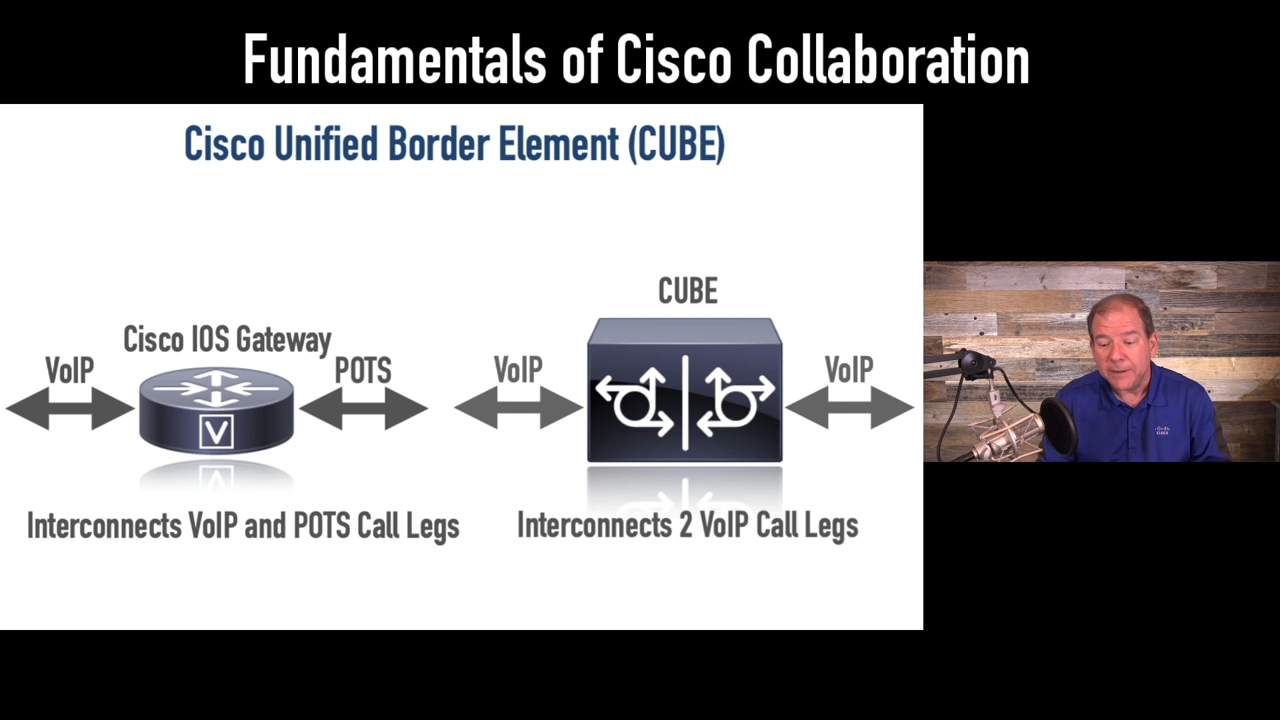 Fundamentals of Cisco Collaboration
Cisco Unified Border Element (CUBE)
Cisco IOS Gateway
VoIP
POTS
V
Interconnects VoIP and POTS Call Legs
CUBE
VoIP
VoIP
Interconnects 2 VoIP Call Legs
CISCO